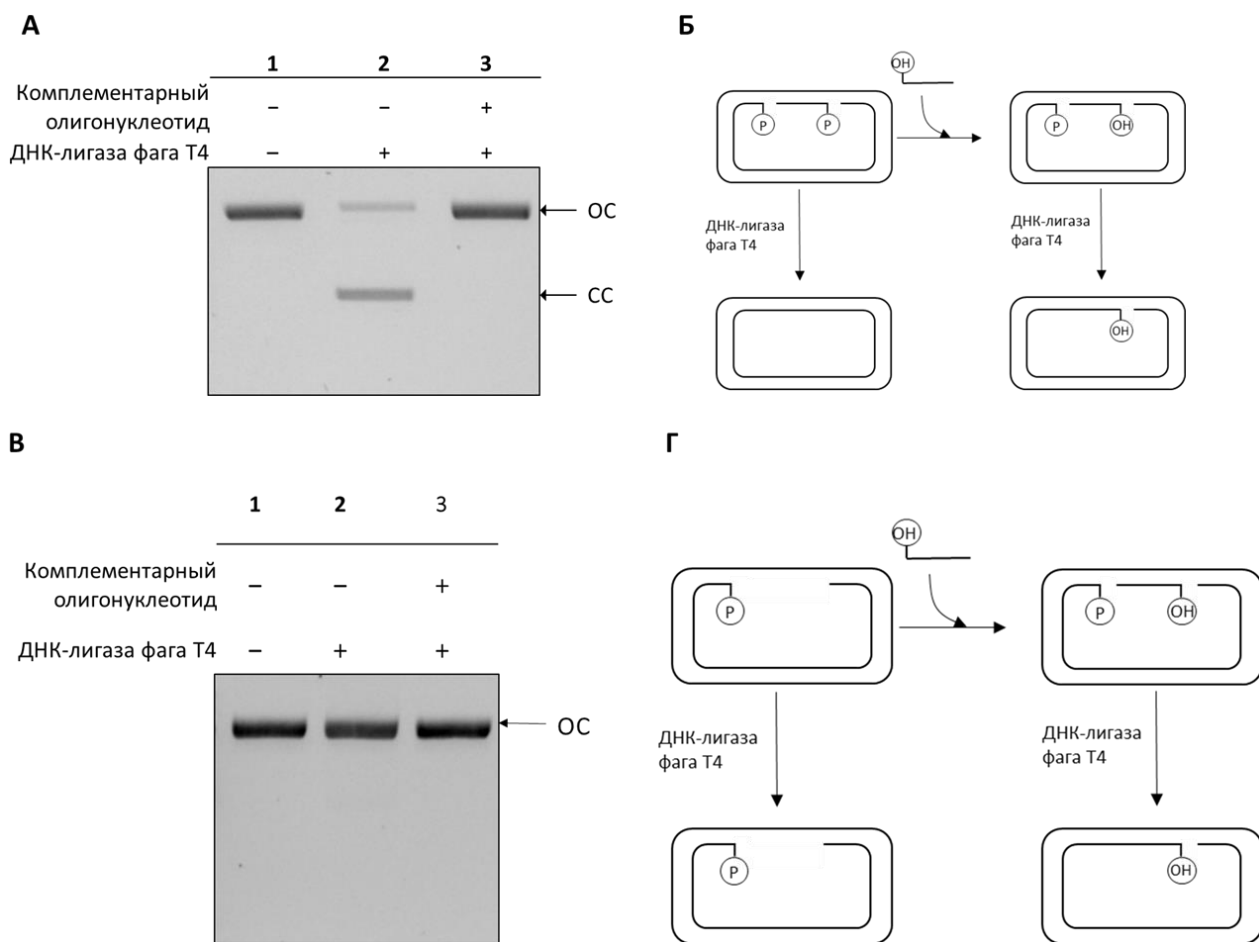 А
1 2 3
Комплементарный
олигонуклеотид
– – +
ДНК-лигаза фага Т4 – + +
ОС
СС
Б
OH
P P
P OH
ДНК-лигаза
фага Т4
ДНК-лигаза
фага Т4
OH
В
1 2 3
Комплементарный
олигонуклеотид
– – +
ДНК-лигаза фага Т4 – + +
ОС
Г
OH
P
P OH
ДНК-лигаза
фага Т4
ДНК-лигаза
фага Т4
P
OH